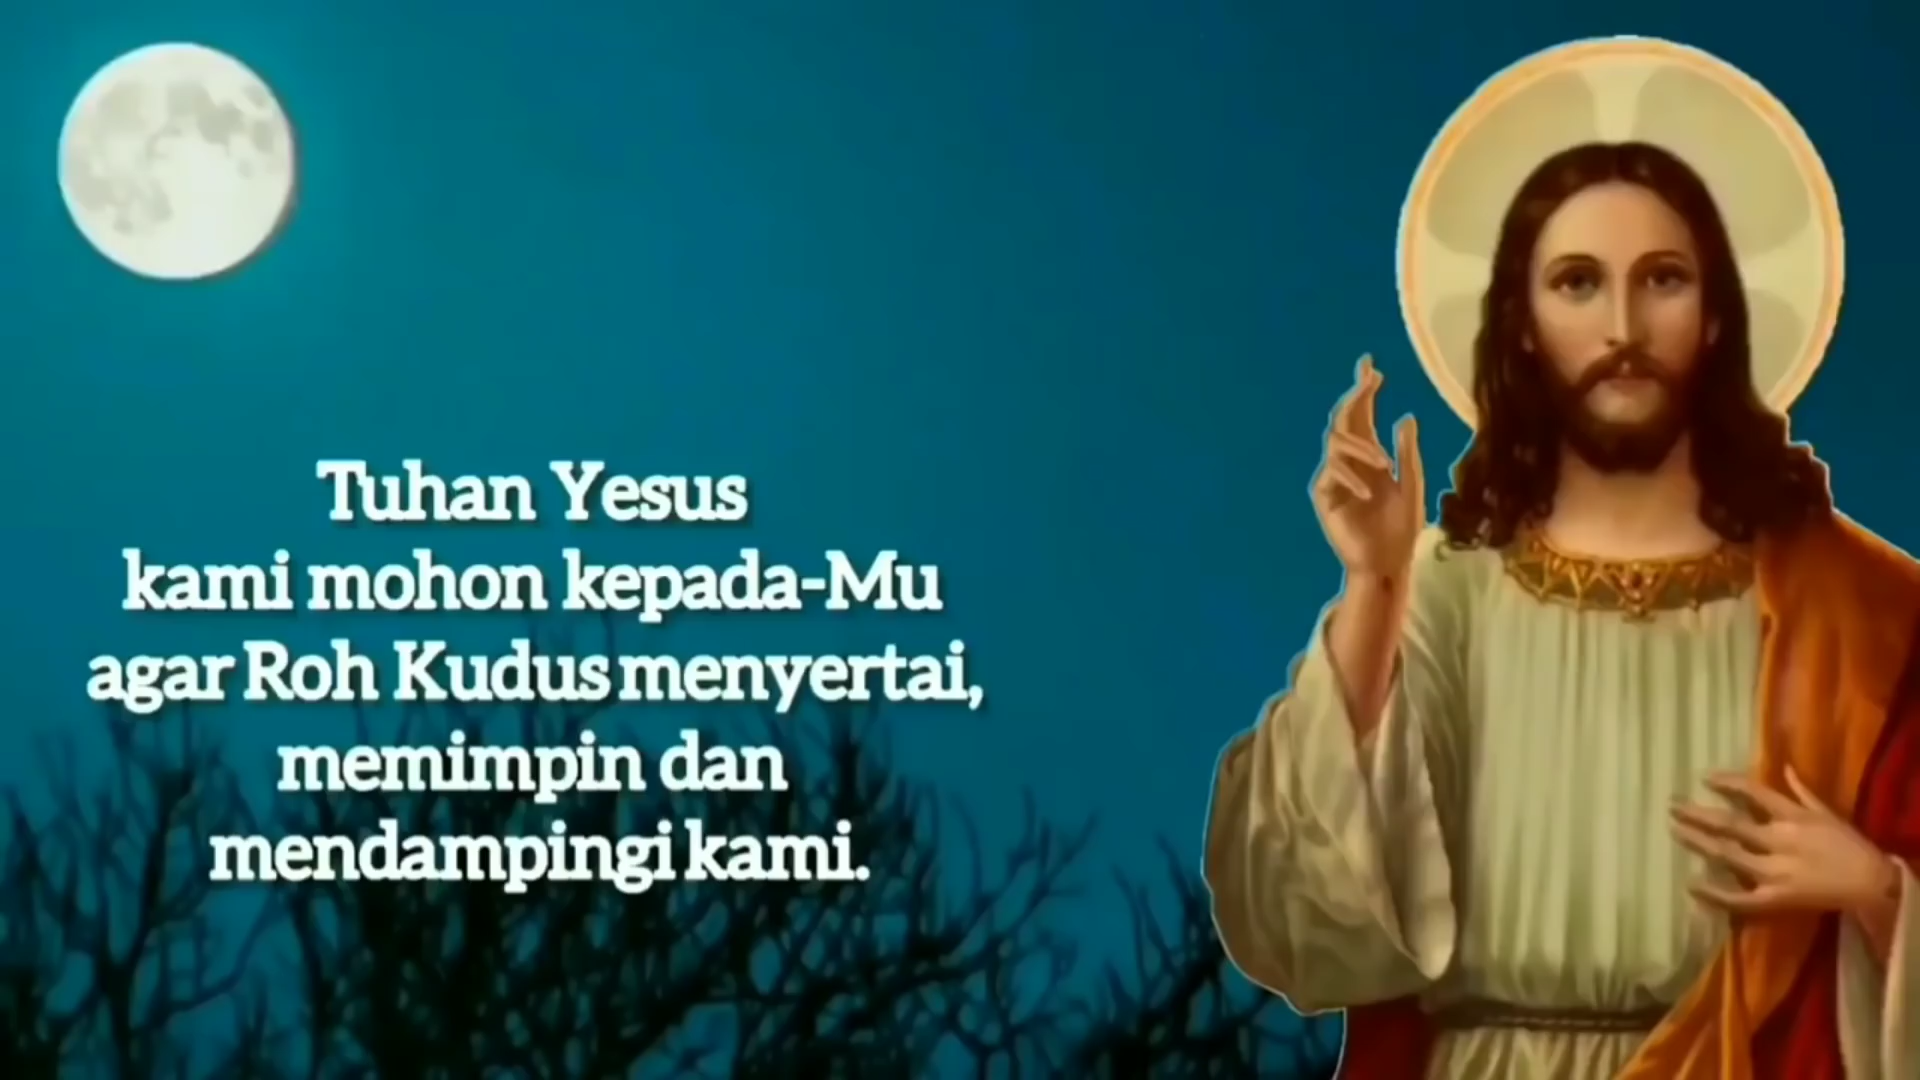 Tuhan Yesus
kami mohon kepada-Mu
agar Roh Kudus menyertai,
memimpin dan
mendampingi kami.